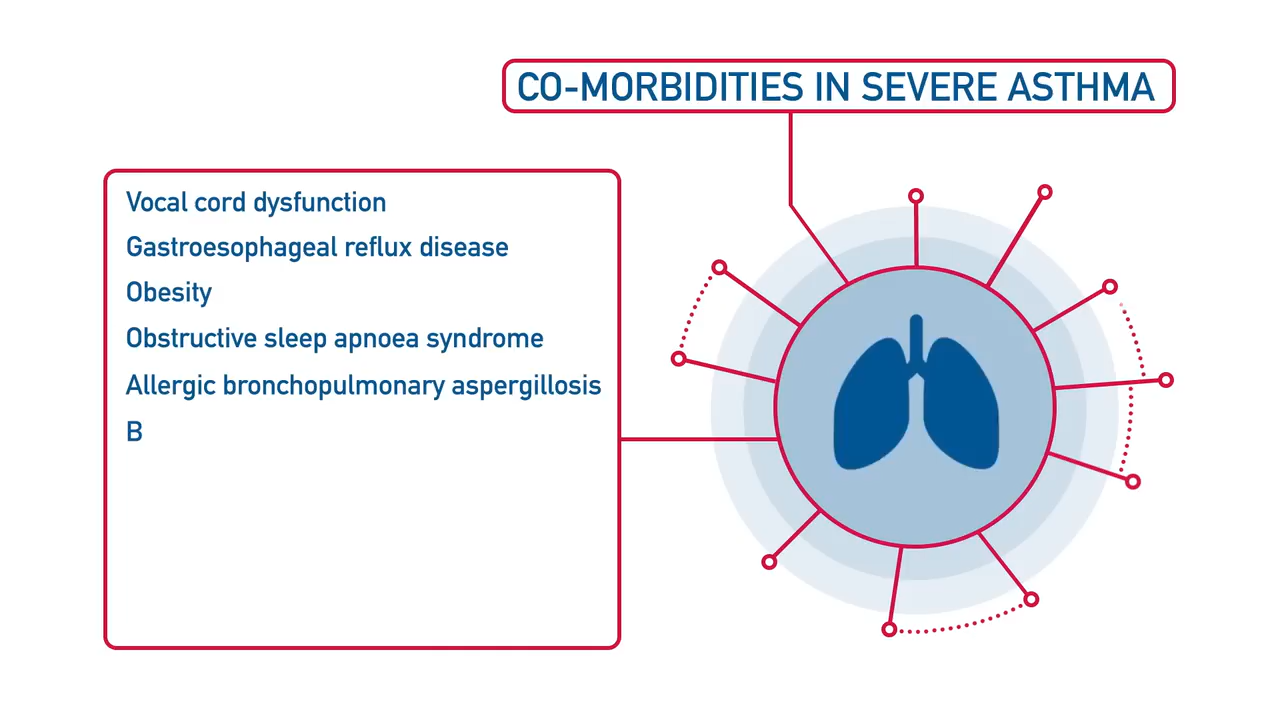 CO-MORBIDITIES IN SEVERE ASTHMA
Vocal cord dysfunction
Gastroesophageal reflux disease
Obesity
Obstructive sleep apnoea syndrome
Allergic bronchopulmonary aspergillosis
B